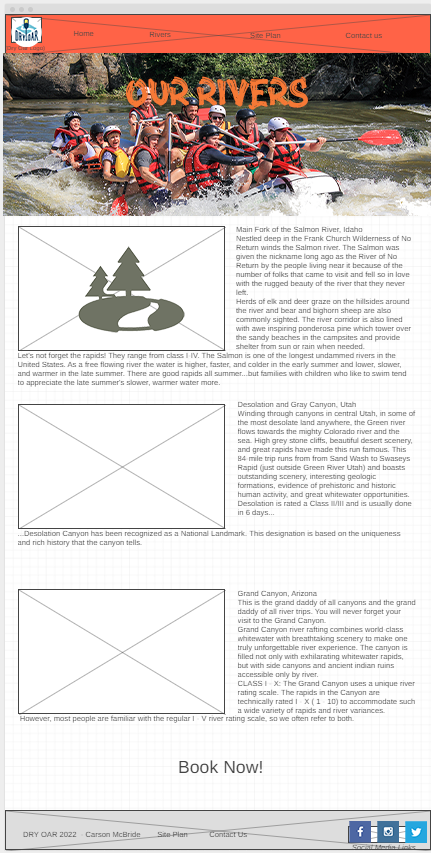 DRY OAR
Dry Oar Logo
Home Rivers Site Plan Contact us
OUR RIVERS
Main Fork of the Salmon River, Idaho
Nestled deep in the Frank Church Wilderness of No
Return by the Salmon river. The Salmon was
given the nickname long ago as the River of No
Return by the people living near it because of the
number of folks that came to visit and fell so in love
with the rugged beauty of the river that they never
left.
Herds of elk and deer graze on the hillsides around
the river and bear and bighorn sheep are also
commonly sighted. The river corridor is also lined
with awe inspiring ponderosa pine which tower over
the sandy beaches in the campsites and provide
shelter from sun or rain when needed.
Let's not forget the rapids! They range from class I-IV. The Salmon is one of the longest undammed rivers in the
United States. As a free flowing river the water is higher, faster, and colder in the early summer and lower, slower,
and warmer in the late summer. There are good rapids all summer...but families with children who like to swim tend
to appreciate the late summer's slower, warmer water more.
Desolation and Gray Canyon, Utah
Winding through canyons in central Utah, in some of
the most desolate land anywhere, the Green river
flows towards the mighty Colorado river and the
sea. High grey stone cliffs, beautiful desert scenery,
and great rapids have made this run famous. This
84 mile trip runs from from Sand Wash to Swaseys
Rapid (just outside Green River Utah) and boasts
outstanding scenery, interesting geologic
formations, evidence of prehistoric and historic
human activity, and great whitewater opportunities.
Desolation is rated a Class II/III and is usually done
in 6 days...
...Desolation Canyon has been recognized as a National Landmark. This designation is based on the uniqueness
and rich history that the canyon tells.
Grand Canyon, Arizona
This is the grand daddy of all canyons and the grand
daddy of all river trips. You will never forget your
visit to the Grand Canyon.
Grand Canyon river rafting combines world class
whitewater with breathtaking scenery to make one
truly unforgettable river experience. The canyon is
filled not only with exhilarating whitewater rapids,
but with side canyons and ancient indian ruins
accessible only by river.
CLASS I - X: The Grand Canyon uses a unique river
rating scale. The rapids in the Canyon are
technically rated I - X ( 1 - 10) to accommodate such
a wide variety of rapids and river variances.
However, most people are familiar with the regular I - V river rating scale, so we often refer to both.
Book Now!
DRY OAR 2022 - Carson McBride Site Plan Contact Us
Social Media Links